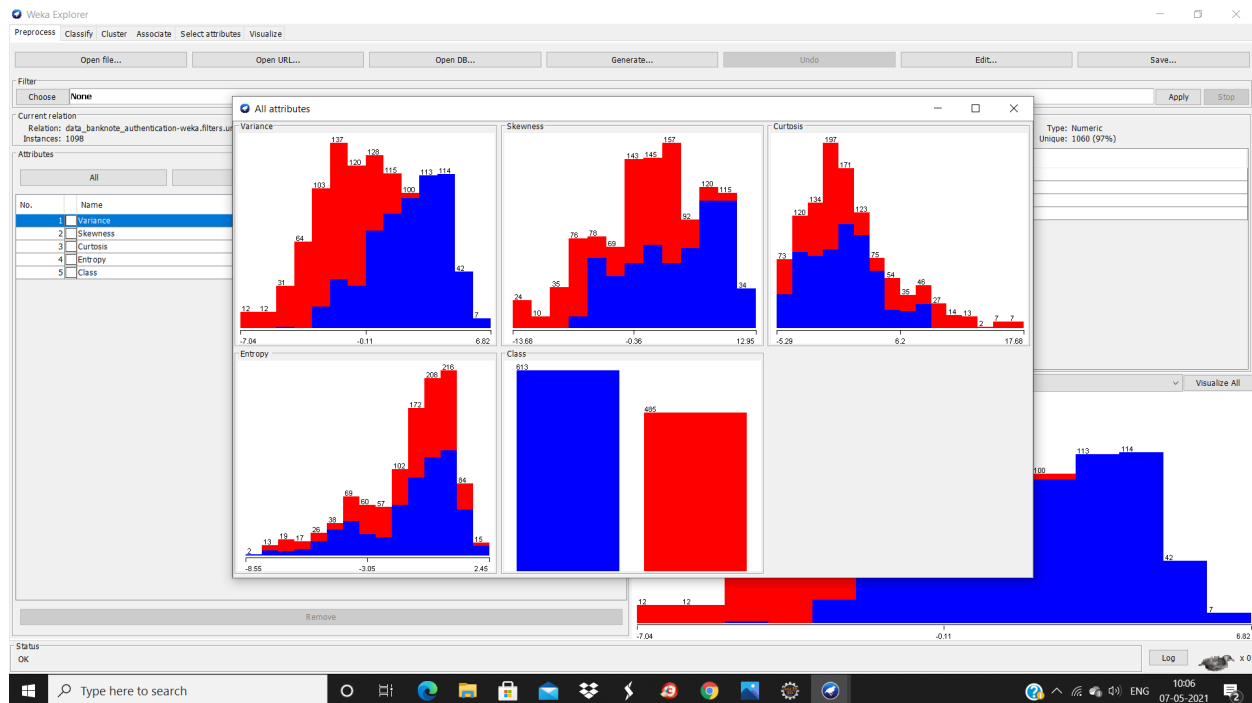 Weka Explorer
Preprocess Classify Cluster Associate Select attributes Visualize
Open file... Open URL... Open DB... Generate... Undo Edit... Save...
Filter
Choose None Apply Stop
Current relation
Relation: data_banknote_authentication-weka.filters.un
Instances: 1098
Type: Numeric
Unique: 1060 (97%)
Attributes
All
No. Name
1 Variance
2 Skewness
3 Curtosis
4 Entropy
5 Class
Remove
All attributes
Variance
12 12 31 64 103 137 120 128 115 100 113 114 42 7
-7.04 -0.11 6.82
Skewness
24 10 35 76 78 69 143 145 157 92 120 115 34
-13.68 -0.36 12.95
Curtosis
73 120 134 197 171 123 75 54 35 46 27 14 13 2 7 7
-5.29 6.2 17.68
Entropy
2 13 19 17 26 38 69 60 57 102 172 208 216 84 15
-8.55 -3.05 2.45
Class
613 485
Visualize All
12 12 100 113 114 42 7
-7.04 -0.11 6.82
Status
OK
Log x 0
Type here to search
ENG
10:06
07-05-2021
2